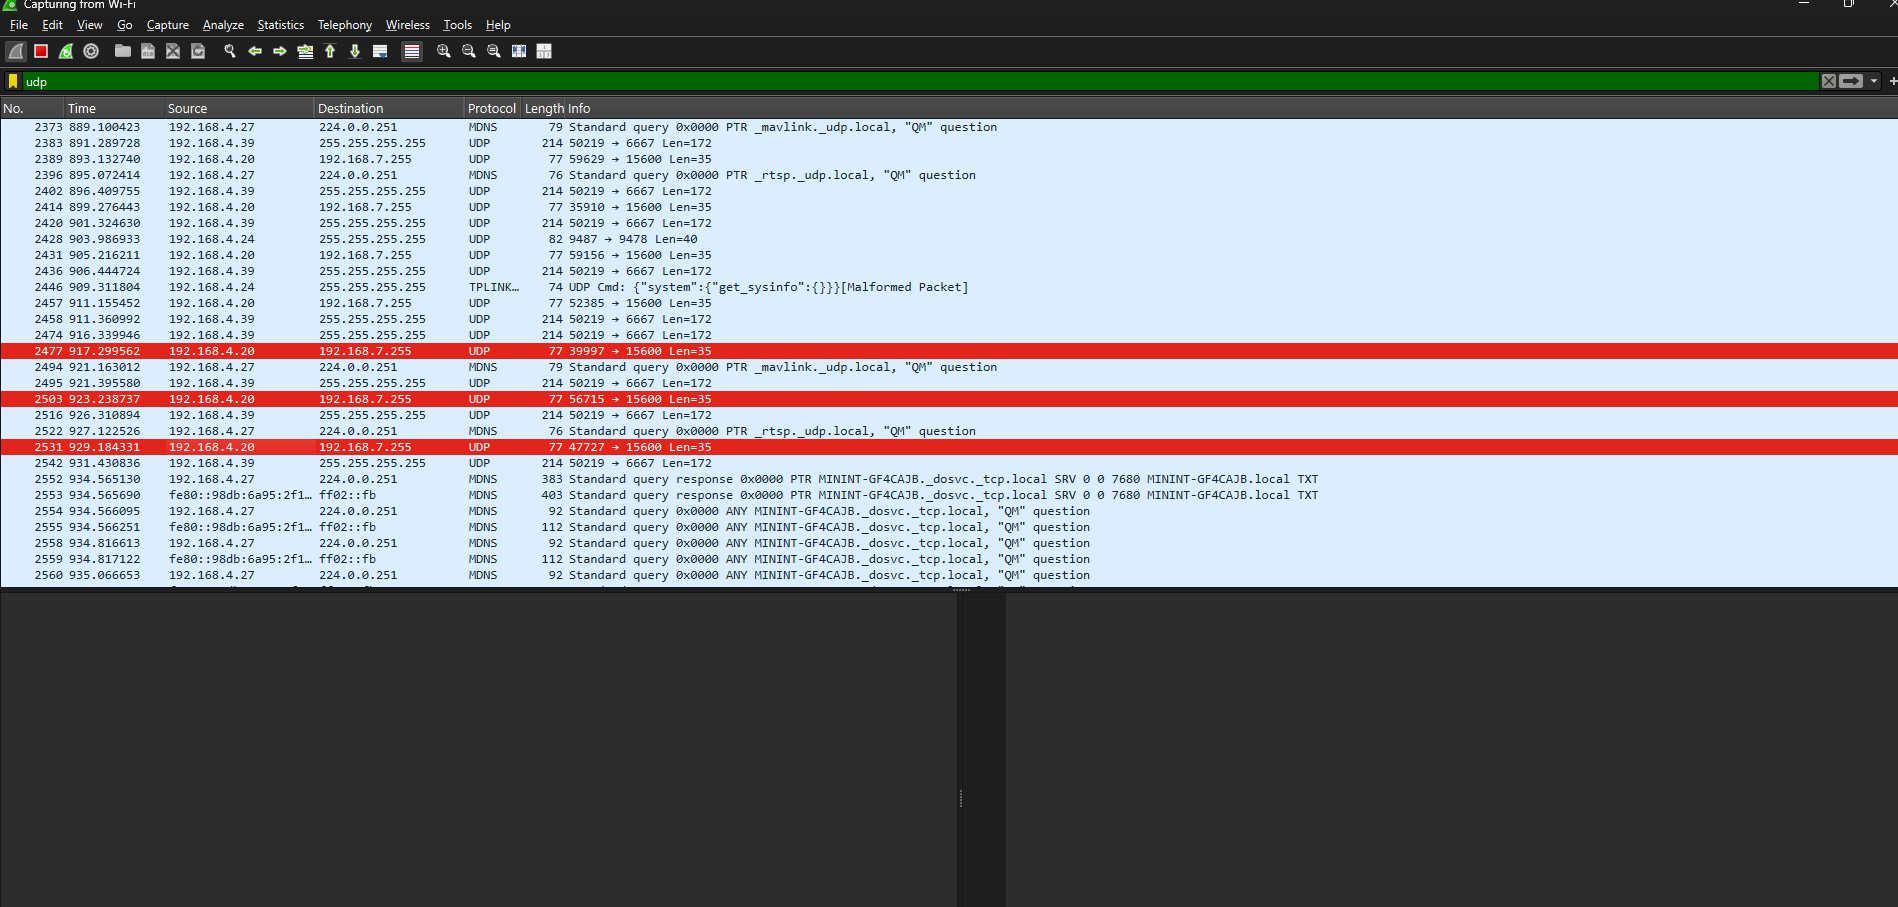 Capturing from Wi-Fi
File Edit View Go Capture Analyze Statistics Telephony Wireless Tools Help
udp
No. Time Source Destination Protocol Length Info
2373 889.100423 192.168.4.27 224.0.0.251 MDNS 79 Standard query 0x0000 PTR _mavlink._udp.local, "QM" question
2383 891.289728 192.168.4.39 255.255.255.255 UDP 214 50219 → 6667 Len=172
2389 893.132740 192.168.4.20 192.168.7.255 UDP 77 59629 → 15600 Len=35
2396 895.072414 192.168.4.27 224.0.0.251 MDNS 76 Standard query 0x0000 PTR _rtsp._udp.local, "QM" question
2402 896.409755 192.168.4.39 255.255.255.255 UDP 214 50219 → 6667 Len=172
2414 899.276443 192.168.4.20 192.168.7.255 UDP 77 35910 → 15600 Len=35
2420 901.324630 192.168.4.39 255.255.255.255 UDP 214 50219 → 6667 Len=172
2428 903.986933 192.168.4.24 255.255.255.255 UDP 82 9487 → 9478 Len=40
2431 905.216211 192.168.4.20 192.168.7.255 UDP 77 59156 → 15600 Len=35
2436 906.444724 192.168.4.39 255.255.255.255 UDP 214 50219 → 6667 Len=172
2446 909.311804 192.168.4.24 255.255.255.255 TPLINK… 74 UDP Cmd: {"system":{"get_sysinfo":{}}}[Malformed Packet]
2457 911.155452 192.168.4.20 192.168.7.255 UDP 77 52385 → 15600 Len=35
2458 911.360992 192.168.4.39 255.255.255.255 UDP 214 50219 → 6667 Len=172
2474 916.339946 192.168.4.39 255.255.255.255 UDP 214 50219 → 6667 Len=172
2477 917.299562 192.168.4.20 192.168.7.255 UDP 77 39997 → 15600 Len=35
2494 921.163012 192.168.4.27 224.0.0.251 MDNS 79 Standard query 0x0000 PTR _mavlink._udp.local, "QM" question
2495 921.395580 192.168.4.39 255.255.255.255 UDP 214 50219 → 6667 Len=172
2503 923.238737 192.168.4.20 192.168.7.255 UDP 77 56715 → 15600 Len=35
2516 926.310894 192.168.4.39 255.255.255.255 UDP 214 50219 → 6667 Len=172
2522 927.122526 192.168.4.27 224.0.0.251 MDNS 76 Standard query 0x0000 PTR _rtsp._udp.local, "QM" question
2531 929.184331 192.168.4.20 192.168.7.255 UDP 77 47727 → 15600 Len=35
2542 931.430836 192.168.4.39 255.255.255.255 UDP 214 50219 → 6667 Len=172
2552 934.565130 192.168.4.27 224.0.0.251 MDNS 383 Standard query response 0x0000 PTR MININT-GF4CAJB._dosvc._tcp.local SRV 0 0 7680 MININT-GF4CAJB.local TXT
2553 934.565690 fe80::98db:6a95:2f1… ff02::fb MDNS 403 Standard query response 0x0000 PTR MININT-GF4CAJB._dosvc._tcp.local SRV 0 0 7680 MININT-GF4CAJB.local TXT
2554 934.566095 192.168.4.27 224.0.0.251 MDNS 92 Standard query 0x0000 ANY MININT-GF4CAJB._dosvc._tcp.local, "QM" question
2555 934.566251 fe80::98db:6a95:2f1… ff02::fb MDNS 112 Standard query 0x0000 ANY MININT-GF4CAJB._dosvc._tcp.local, "QM" question
2558 934.816613 192.168.4.27 224.0.0.251 MDNS 92 Standard query 0x0000 ANY MININT-GF4CAJB._dosvc._tcp.local, "QM" question
2559 934.817122 fe80::98db:6a95:2f1… ff02::fb MDNS 112 Standard query 0x0000 ANY MININT-GF4CAJB._dosvc._tcp.local, "QM" question
2560 935.066653 192.168.4.27 224.0.0.251 MDNS 92 Standard query 0x0000 ANY MININT-GF4CAJB._dosvc._tcp.local, "QM" question